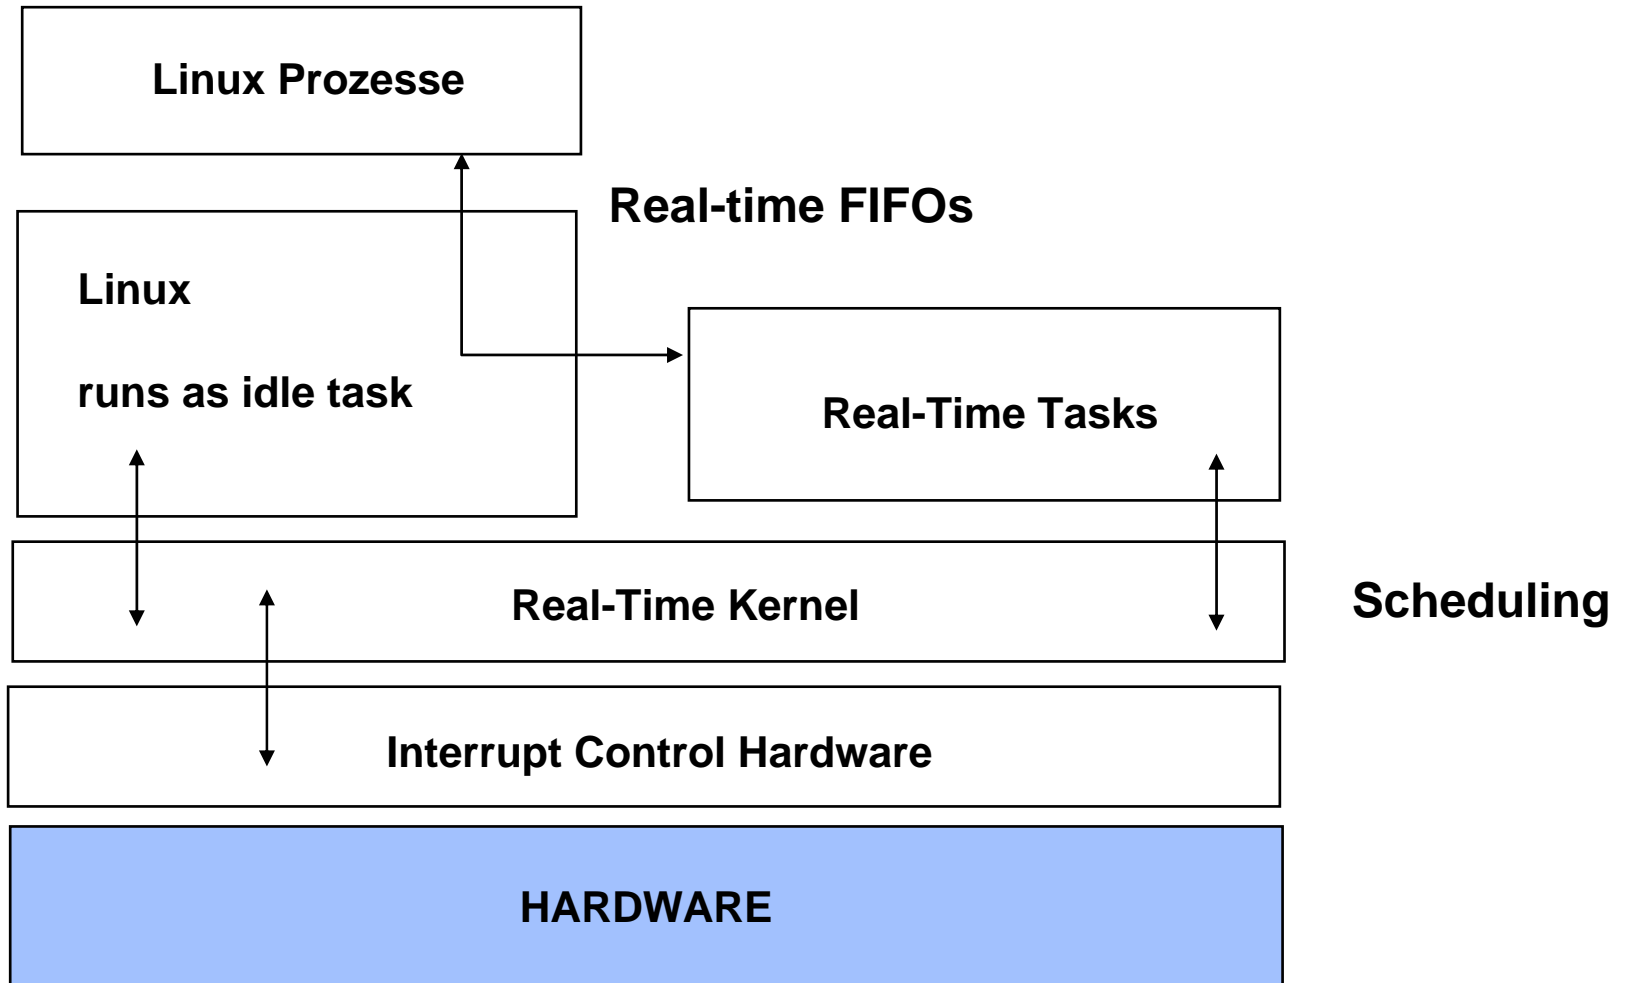 Linux Prozesse
Real-time FIFOs
Linux
runs as idle task
Real-Time Tasks
Real-Time Kernel
Scheduling
Interrupt Control Hardware
HARDWARE